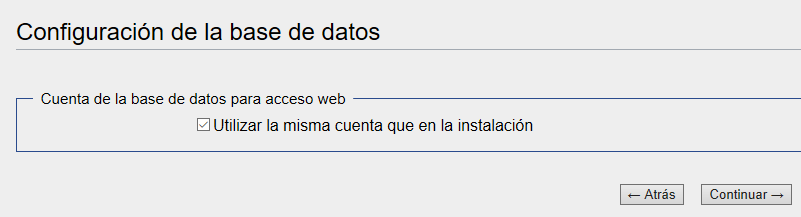 Configuración de la base de datos
Cuenta de la base de datos para acceso web
Utilizar la misma cuenta que en la instalación
← Atrás
Continuar →